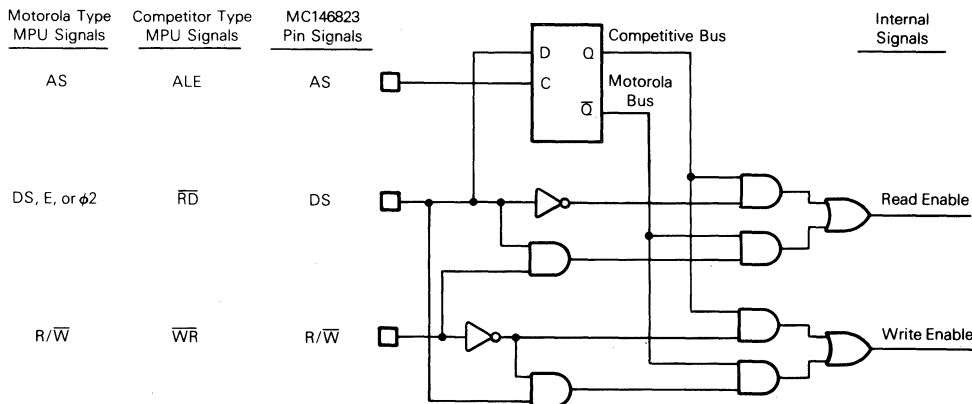 Motorola Type MPU Signals
Competitor Type MPU Signals
MC146823 Pin Signals
Internal Signals
AS
ALE
AS
D
Q
C
Q̅
Competitive Bus
Motorola Bus
DS, E, or ϕ2
R̅D̅
DS
Read Enable
R/W̅
W̅R̅
R/W̅
Write Enable